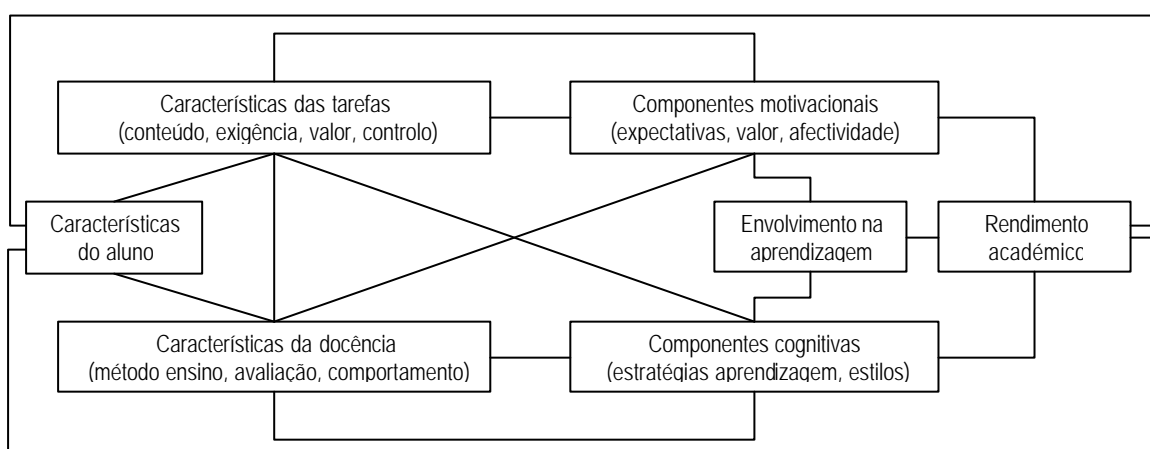 Características das tarefas
(conteúdo, exigência, valor, controlo)
Componentes motivacionais
(expectativas, valor, afectividade)
Características
do aluno
Envolvimento na
aprendizagem
Rendimento
académico
Características da docência
(método ensino, avaliação, comportamento)
Componentes cognitivas
(estratégias aprendizagem, estilos)